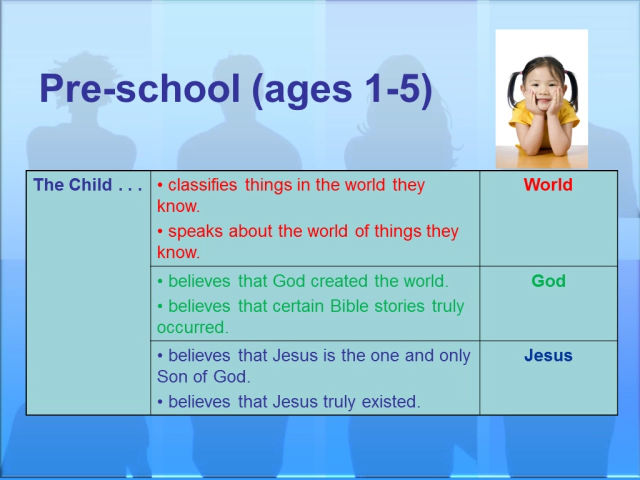 Pre-school (ages 1-5)
The Child . . .
• classifies things in the world they
know.
• speaks about the world of things they
know.
World
• believes that God created the world.
• believes that certain Bible stories truly
occurred.
God
• believes that Jesus is the one and only
Son of God.
• believes that Jesus truly existed.
Jesus